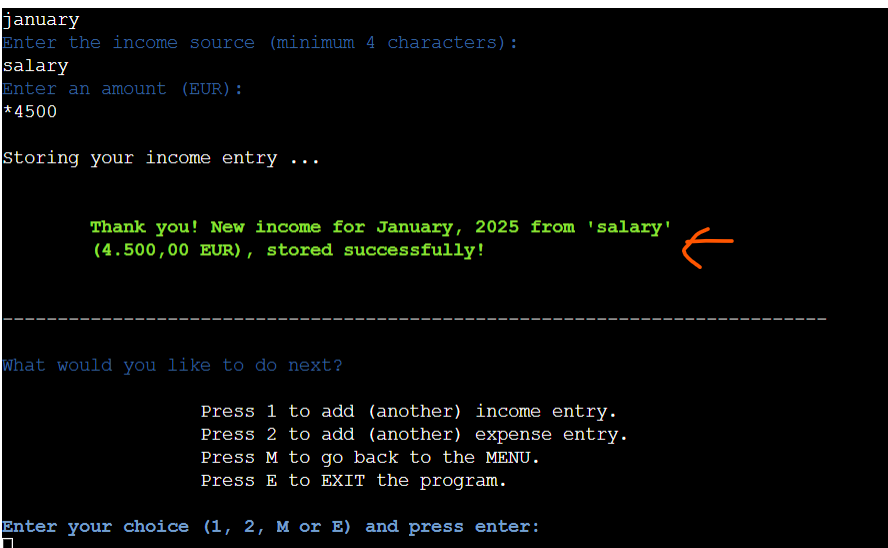 january
Enter the income source (minimum 4 characters):
salary
Enter an amount (EUR):
*4500
Storing your income entry ...
Thank you! New income for January, 2025 from 'salary'
(4.500,00 EUR), stored successfully!
---------------------------------------------------------------------------
What would you like to do next?
Press 1 to add (another) income entry.
Press 2 to add (another) expense entry.
Press M to go back to the MENU.
Press E to EXIT the program.
Enter your choice (1, 2, M or E) and press enter: